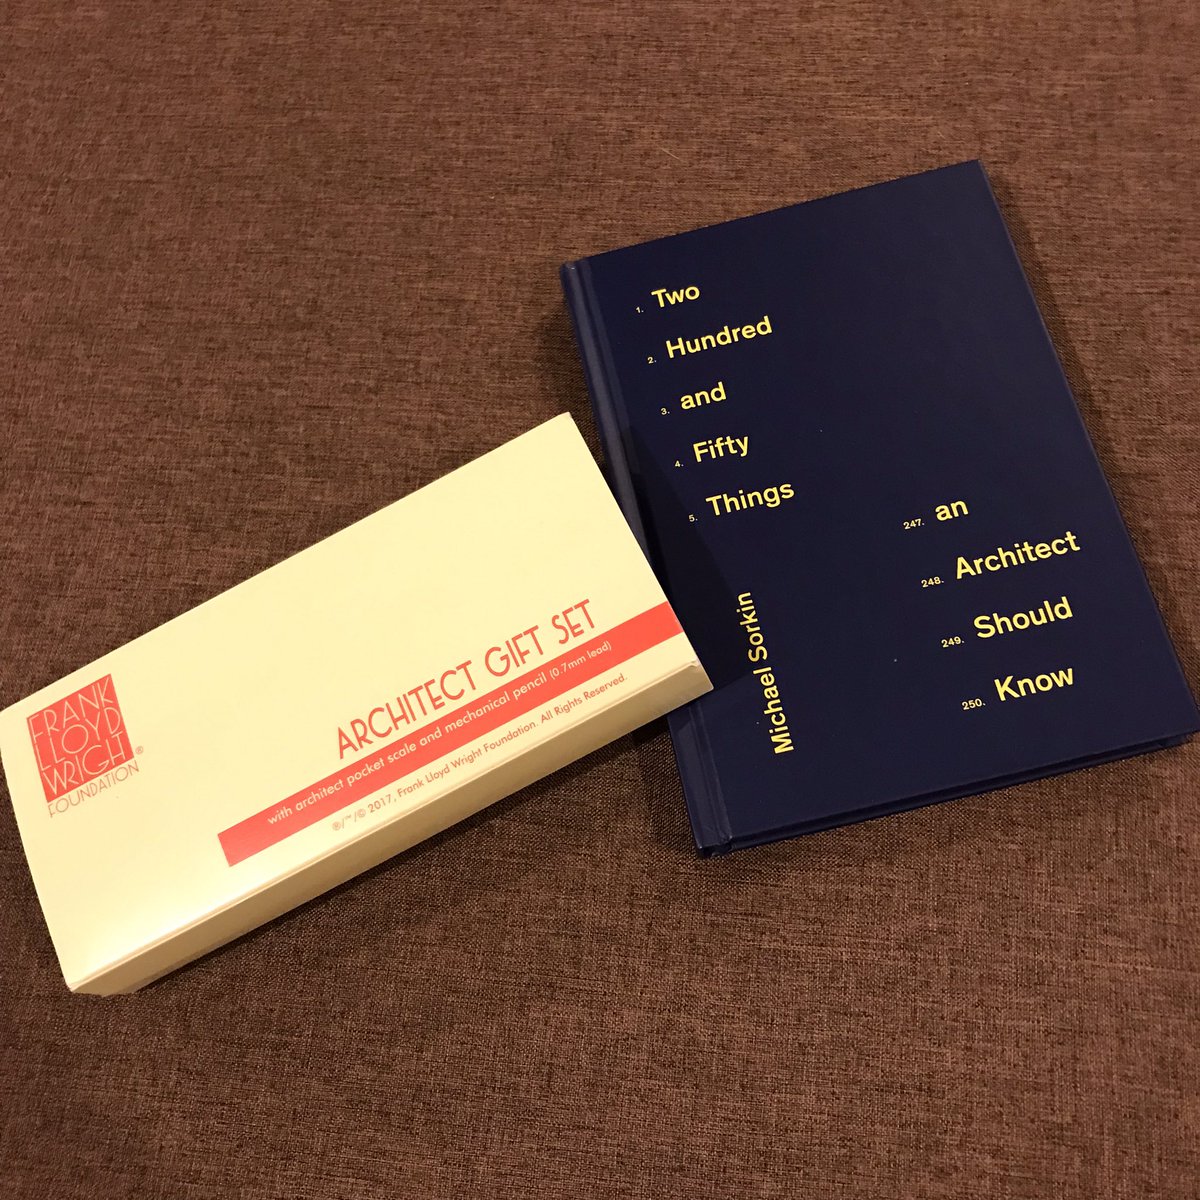 FRANK
LLOYD
WRIGHT®
FOUNDATION
ARCHITECT GIFT SET
with architect pocket scale and mechanical pencil (0.7mm lead)
®/™/© 2017, Frank Lloyd Wright Foundation. All Rights Reserved.
1. Two
2. Hundred
3. and
4. Fifty
5. Things
247. an
248. Architect
249. Should
250. Know
Michael Sorkin